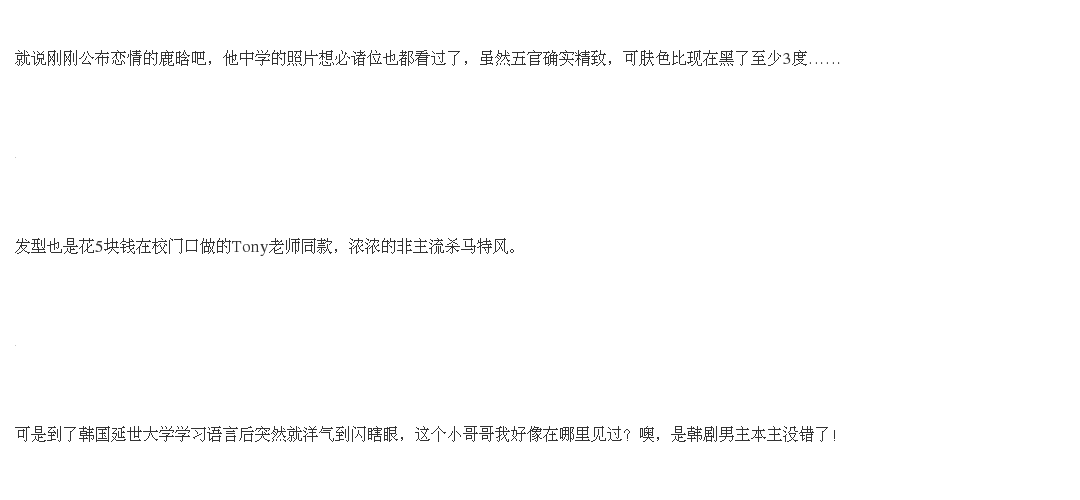 就说刚刚公布恋情的鹿晗吧，他中学的照片想必诸位也都看过了，虽然五官确实精致，可肤色比现在黑了至少3度……
发型也是花5块钱在校门口做的Tony老师同款，浓浓的非主流杀马特风。
可是到了韩国延世大学学习语言后突然就洋气到闪瞎眼，这个小哥哥我好像在哪里见过？噢，是韩剧男主本主没错了！